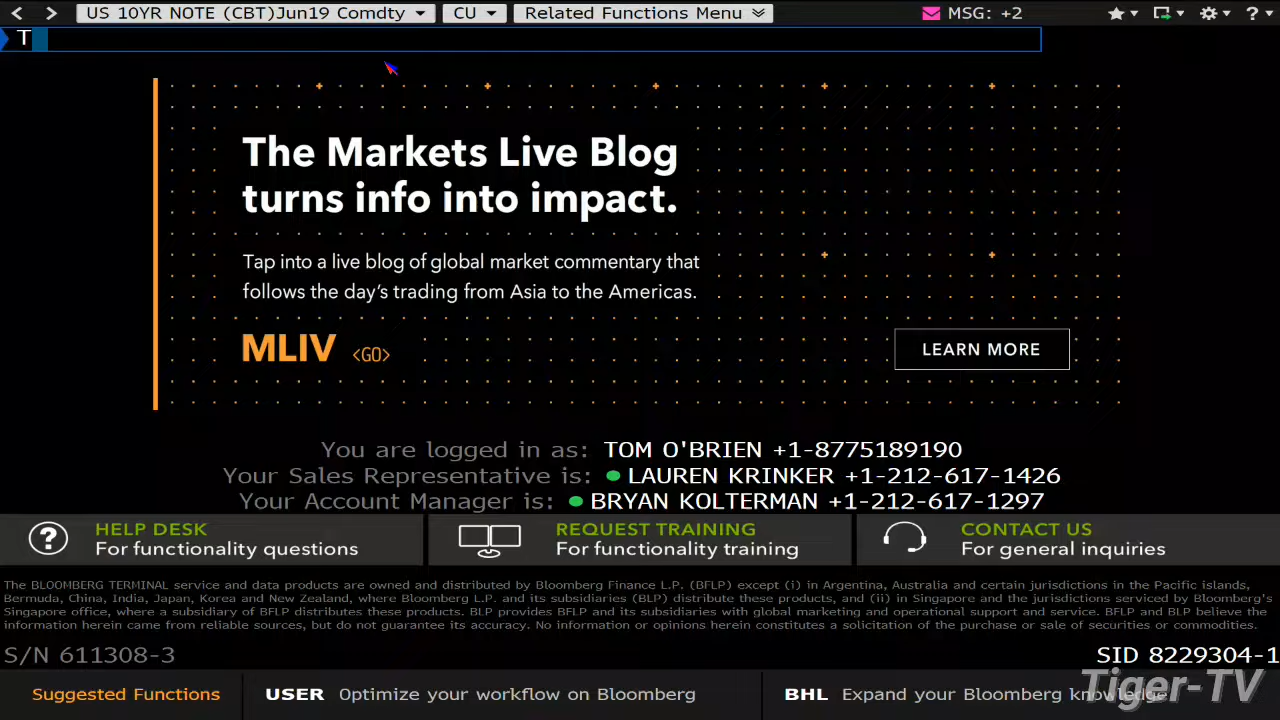 US 10YR NOTE (CBT)Jun19 Comdty CU Related Functions Menu MSG: +2 ?
T
The Markets Live Blog
turns info into impact.
Tap into a live blog of global market commentary that
follows the day's trading from Asia to the Americas.
MLIV <GO> LEARN MORE
You are logged in as: TOM O'BRIEN +1-8775189190
Your Sales Representative is: LAUREN KRINKER +1-212-617-1426
Your Account Manager is: BRYAN KOLTERMAN +1-212-617-1297
HELP DESK
For functionality questions
REQUEST TRAINING
For functionality training
CONTACT US
For general inquiries
The BLOOMBERG TERMINAL service and data products are owned and distributed by Bloomberg Finance L.P. (BFLP) except (i) in Argentina, Australia and certain jurisdictions in the Pacific islands,
Bermuda, China, India, Japan, Korea and New Zealand, where Bloomberg L.P. and its subsidiaries (BLP) distribute these products, and (ii) in Singapore and the jurisdictions serviced by Bloomberg's
Singapore office, where a subsidiary of BFLP distributes these products. BLP provides BFLP and its subsidiaries with global marketing and operational support and service. BFLP and BLP believe the
information herein came from reliable sources, but do not guarantee its accuracy. No information or opinions herein constitutes a solicitation of the purchase or sale of securities or commodities.
S/N 611308-3 SID 8229304-1
Suggested Functions USER Optimize your workflow on Bloomberg BHL Expand your Bloomberg knowledge
Tiger-TV